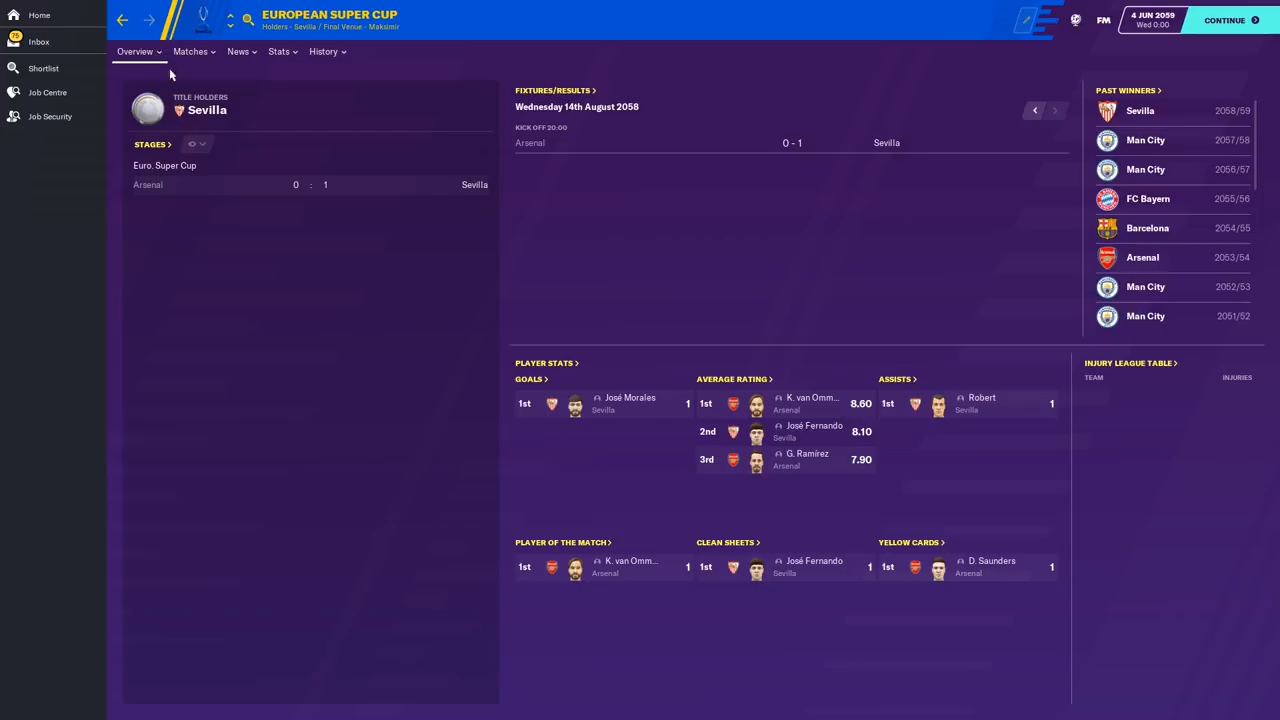 Home
75
Inbox
Shortlist
Job Centre
Job Security
EUROPEAN SUPER CUP
Holders - Sevilla / Final Venue - Maksimir
FM
4 JUN 2059
Wed 0:00
CONTINUE
Overview
Matches
News
Stats
History
TITLE HOLDERS
Sevilla
STAGES
Euro. Super Cup
Arsenal 0 : 1 Sevilla
FIXTURES/RESULTS
Wednesday 14th August 2058
KICK OFF 20:00
Arsenal 0 - 1 Sevilla
PAST WINNERS
Sevilla 2058/59
Man City 2057/58
Man City 2056/57
FC Bayern 2055/56
Barcelona 2054/55
Arsenal 2053/54
Man City 2052/53
Man City 2051/52
PLAYER STATS
GOALS
1st José Morales 1
Sevilla
AVERAGE RATING
1st K. van Omm... 8.60
Arsenal
2nd José Fernando 8.10
Sevilla
3rd G. Ramírez 7.90
Arsenal
ASSISTS
1st Robert 1
Sevilla
PLAYER OF THE MATCH
1st K. van Omm... 1
Arsenal
CLEAN SHEETS
1st José Fernando 1
Sevilla
YELLOW CARDS
1st D. Saunders 1
Arsenal
INJURY LEAGUE TABLE
TEAM INJURIES